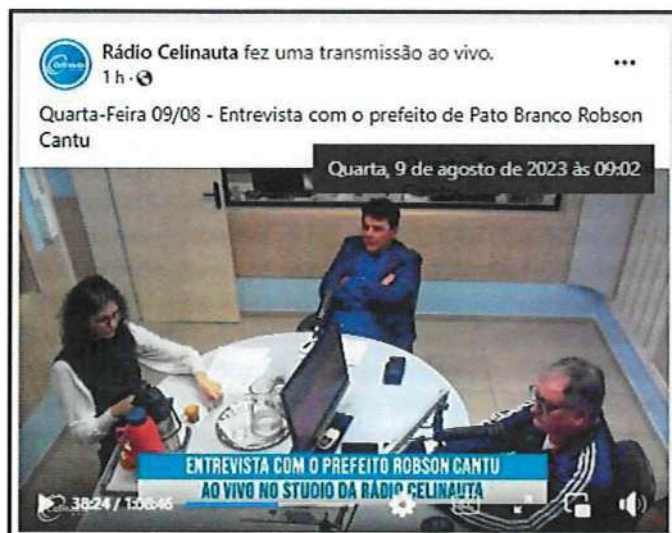 Rádio Celinauta fez uma transmissão ao vivo.
1 h ·
Quarta-Feira 09/08 - Entrevista com o prefeito de Pato Branco Robson
Cantu
Quarta, 9 de agosto de 2023 às 09:02
ENTREVISTA COM O PREFEITO ROBSON CANTU
AO VIVO NO STUDIO DA RÁDIO CELINAUTA
38:24 / 1:08:46